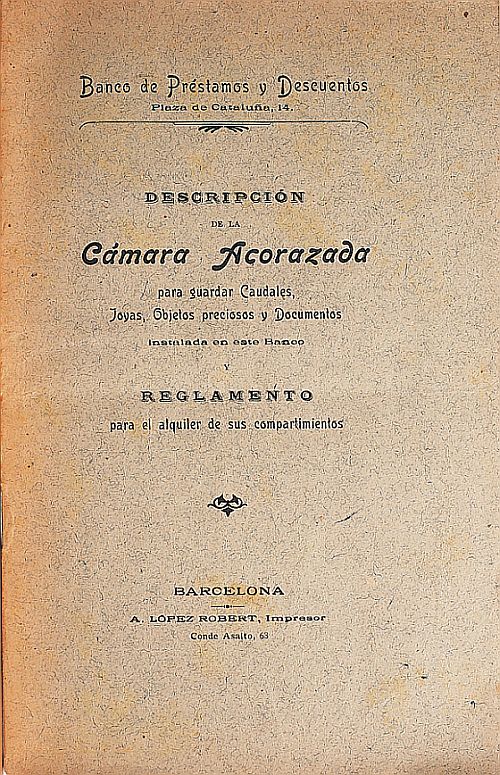 Banco de Préstamos y Descuentos
Plaza de Cataluña, 14.
DESCRIPCIÓN
DE LA
Cámara Acorazada
para guardar Caudales,
Joyas, Objetos preciosos y Documentos
instalada en este Banco
Y
REGLAMENTO
para el alquiler de sus compartimientos
BARCELONA
A. LÓPEZ ROBERT, Impresor
Conde Asalto, 63